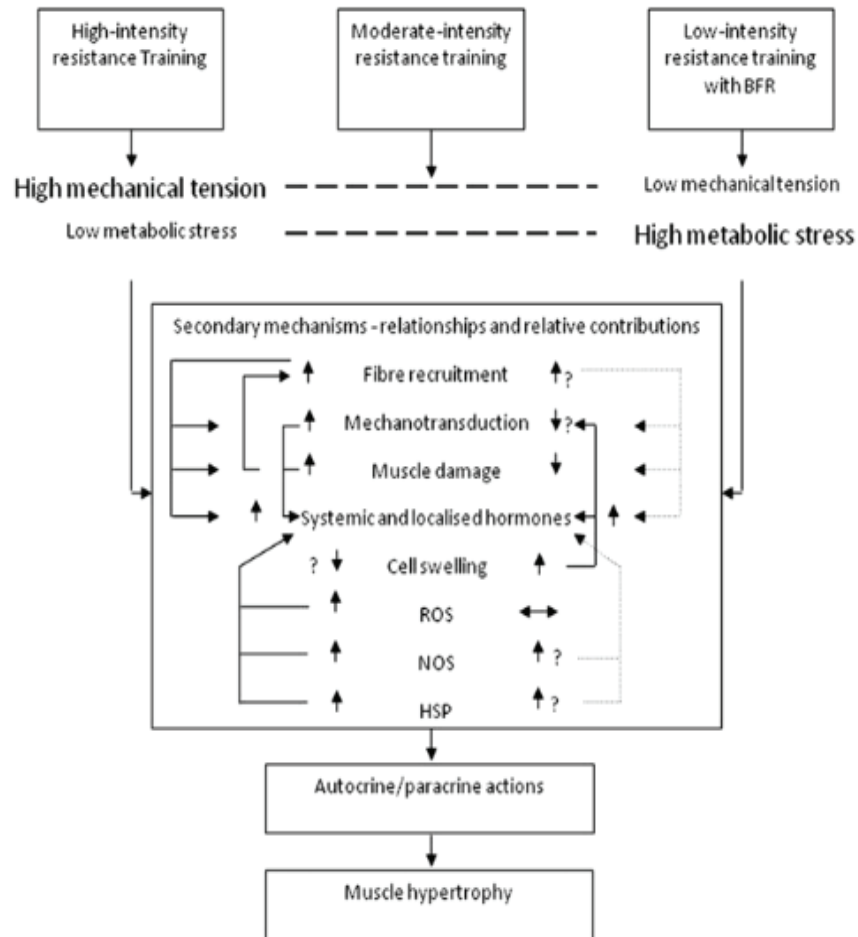 High-intensity
resistance Training
Moderate-intensity
resistance training
Low-intensity
resistance training
with BFR
High mechanical tension
Low mechanical tension
Low metabolic stress
High metabolic stress
Secondary mechanisms - relationships and relative contributions
Fibre recruitment
?
Mechanotransduction
?
Muscle damage
Systemic and localised hormones
?
Cell swelling
ROS
NOS
?
HSP
?
Autocrine/paracrine actions
Muscle hypertrophy